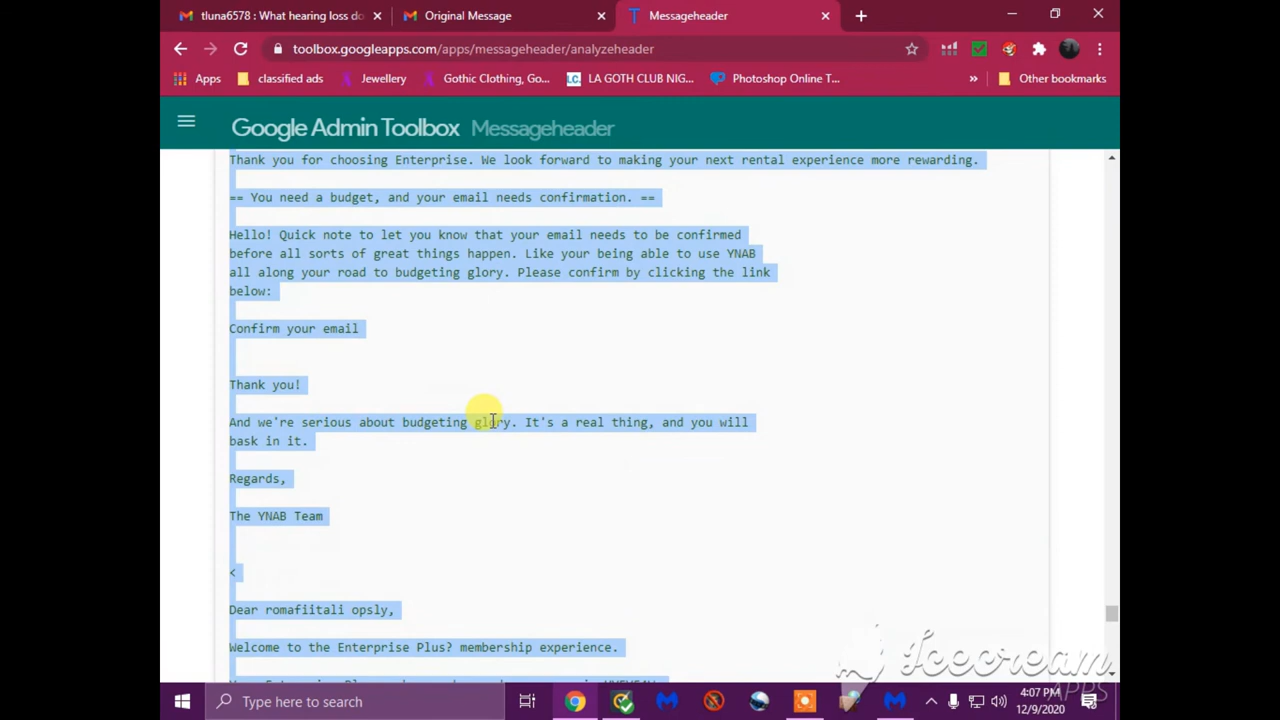 tluna6578 : What hearing loss do
Original Message
Messageheader
toolbox.googleapps.com/apps/messageheader/analyzeheader
Apps
classified ads
Jewellery
Gothic Clothing, Go...
LC
LA GOTH CLUB NIG...
Photoshop Online T...
»
Other bookmarks
Google Admin Toolbox Messageheader
Thank you for choosing Enterprise. We look forward to making your next rental experience more rewarding.
== You need a budget, and your email needs confirmation. ==
Hello! Quick note to let you know that your email needs to be confirmed
before all sorts of great things happen. Like your being able to use YNAB
all along your road to budgeting glory. Please confirm by clicking the link
below:
Confirm your email
Thank you!
And we're serious about budgeting glory. It's a real thing, and you will
bask in it.
Regards,
The YNAB Team
<
Dear romafiitali opsly,
Welcome to the Enterprise Plus? membership experience.
Icecream
APPS
Type here to search
4:07 PM
12/9/2020